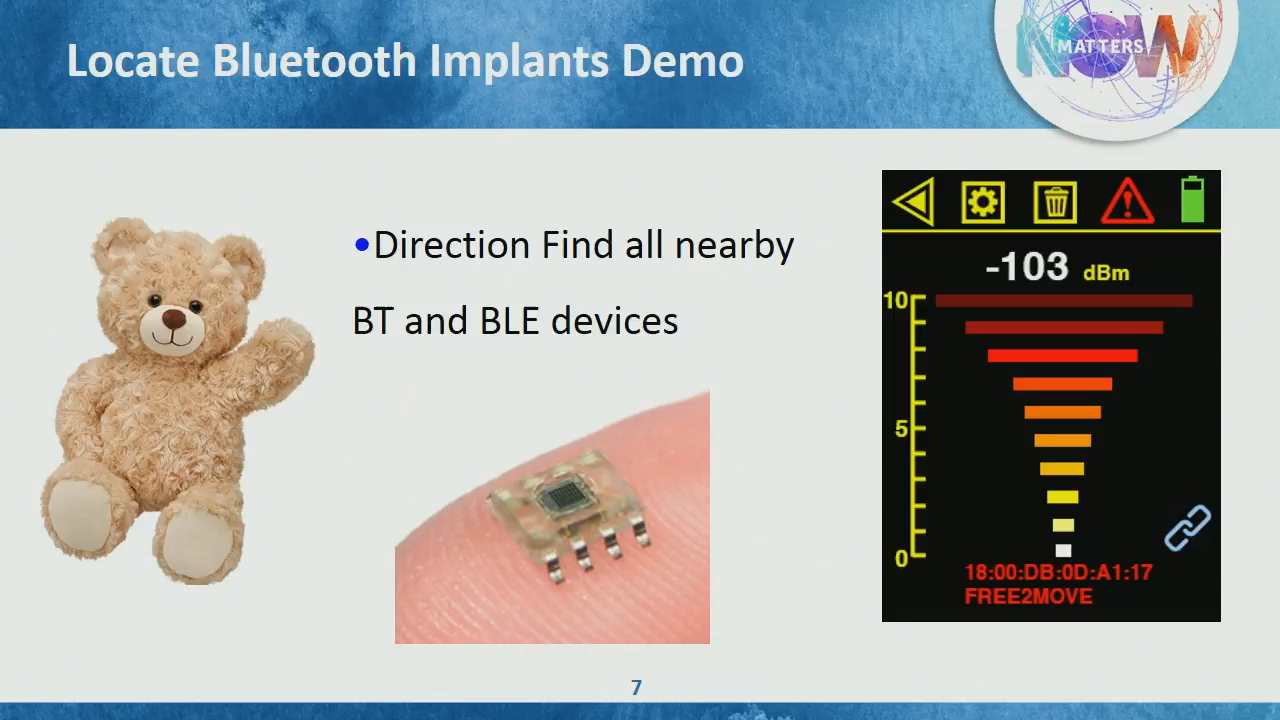 Locate Bluetooth Implants Demo
NOW
MATTERS
•Direction Find all nearby
BT and BLE devices
-103 dBm
10
5
0
18:00:DB:0D:A1:17
FREE2MOVE
7